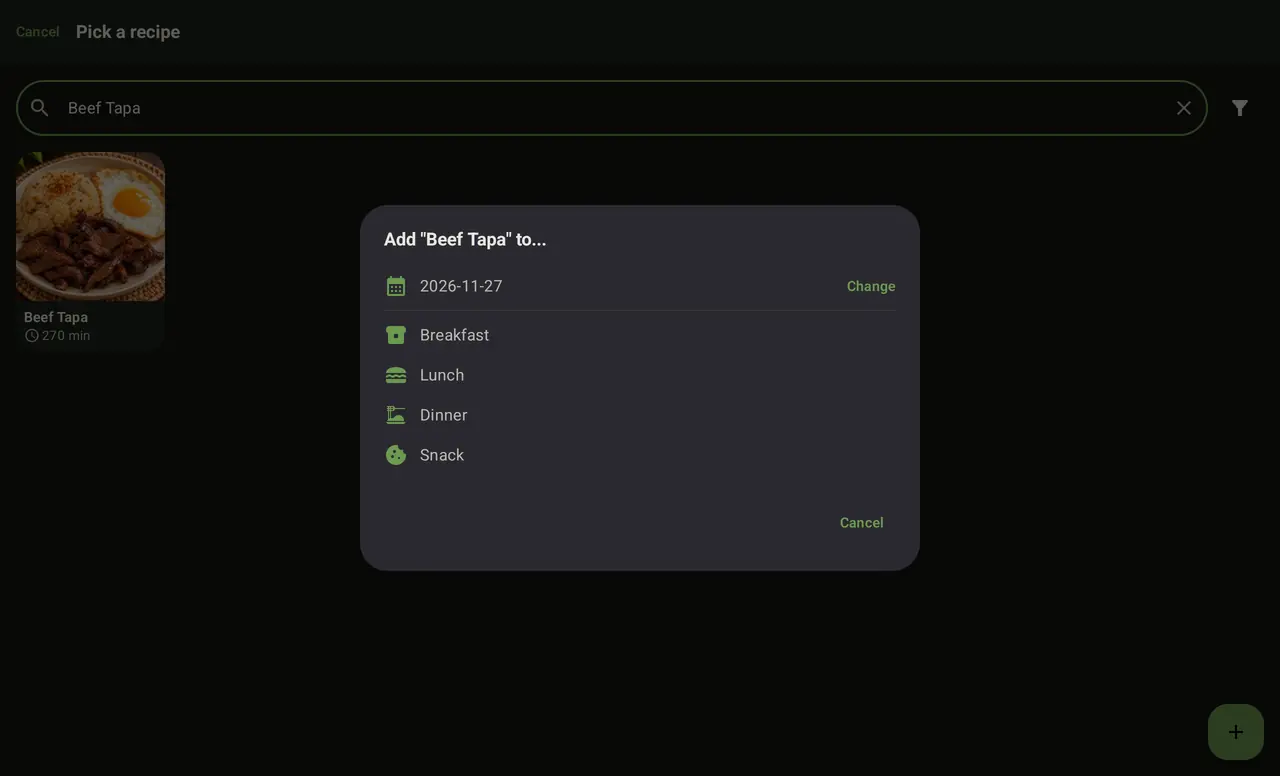 Cancel Pick a recipe
Beef Tapa
Beef Tapa
270 min
Add "Beef Tapa" to...
2026-11-27 Change
Breakfast
Lunch
Dinner
Snack
Cancel